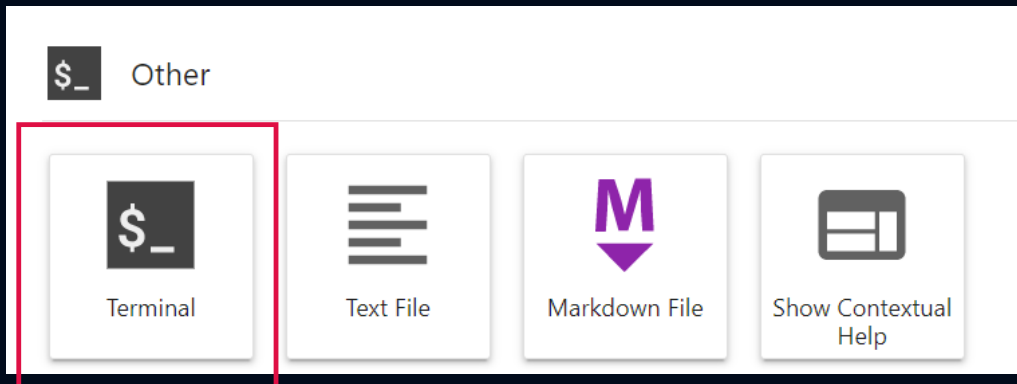 $_ Other
$_
M
Terminal
Text File
Markdown File
Show Contextual
Help